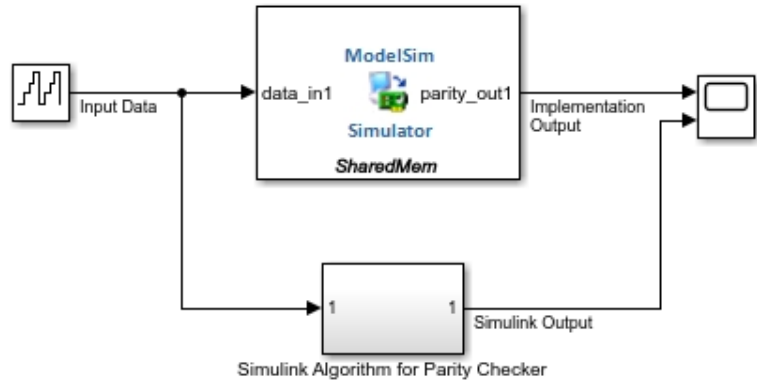 ModelSim
data_in1
parity_out1
Simulator
SharedMem
Input Data
Implementation
Output
1
1
Simulink Output
Simulink Algorithm for Parity Checker